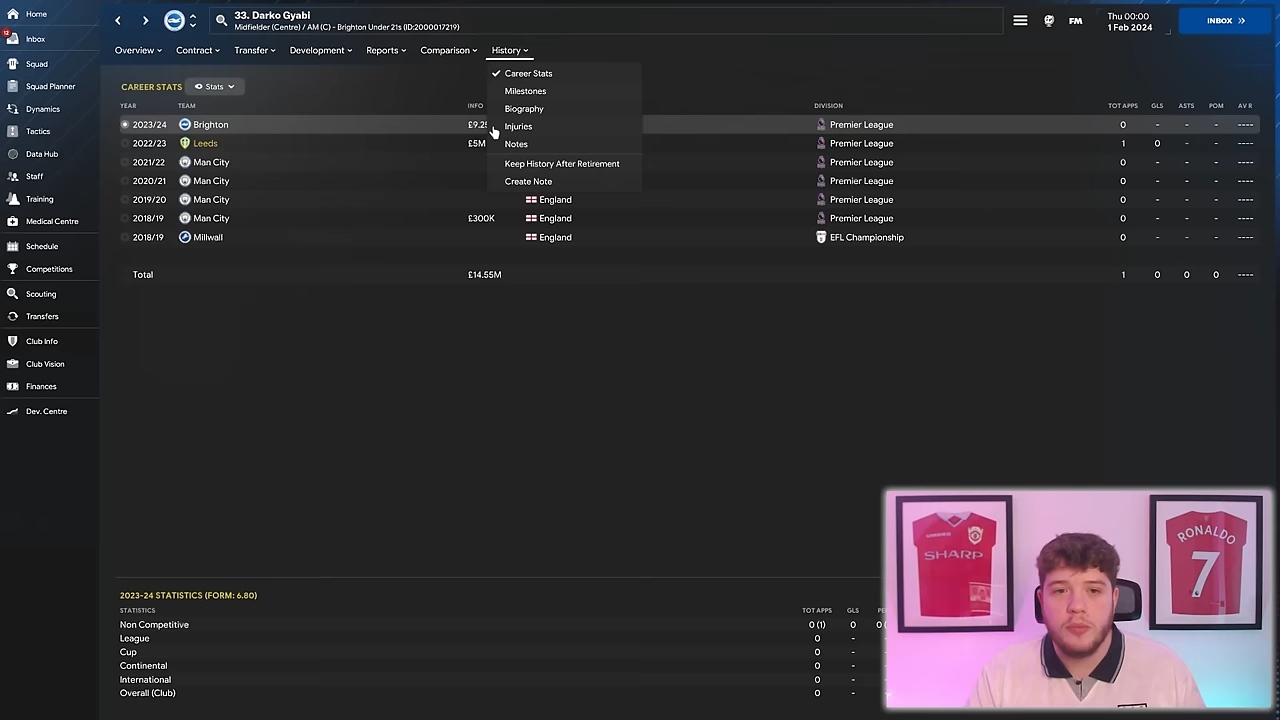 Home
33. Darko Gyabi
Midfielder (Centre) / AM (C) - Brighton Under 21s (ID:2000017219)
FM
Thu 00:00
1 Feb 2024
INBOX
12
Inbox
Squad
Squad Planner
Dynamics
Tactics
Data Hub
Staff
Training
Medical Centre
Schedule
Competitions
Scouting
Transfers
Club Info
Club Vision
Finances
Dev. Centre
Overview
Contract
Transfer
Development
Reports
Comparison
History
Career Stats
Milestones
Biography
Injuries
Notes
Keep History After Retirement
Create Note
CAREER STATS
Stats
YEAR TEAM INFO DIVISION TOT APPS GLS ASTS POM AV R
2023/24 Brighton Premier League 0 - - - ----
2022/23 Leeds £5M Premier League 1 0 - - ----
2021/22 Man City Premier League 0 - - - ----
2020/21 Man City Premier League 0 - - - ----
2019/20 Man City England Premier League 0 - - - ----
2018/19 Man City £300K England Premier League 0 - - - ----
2018/19 Millwall England EFL Championship 0 - - - ----
Total £14.55M 1 0 0 0 ----
2023-24 STATISTICS (FORM: 6.80)
STATISTICS TOT APPS GLS
Non Competitive 0 (1) 0
League 0 -
Cup 0 -
Continental 0 -
International 0 -
Overall (Club) 0 -
SHARP
RONALDO
7